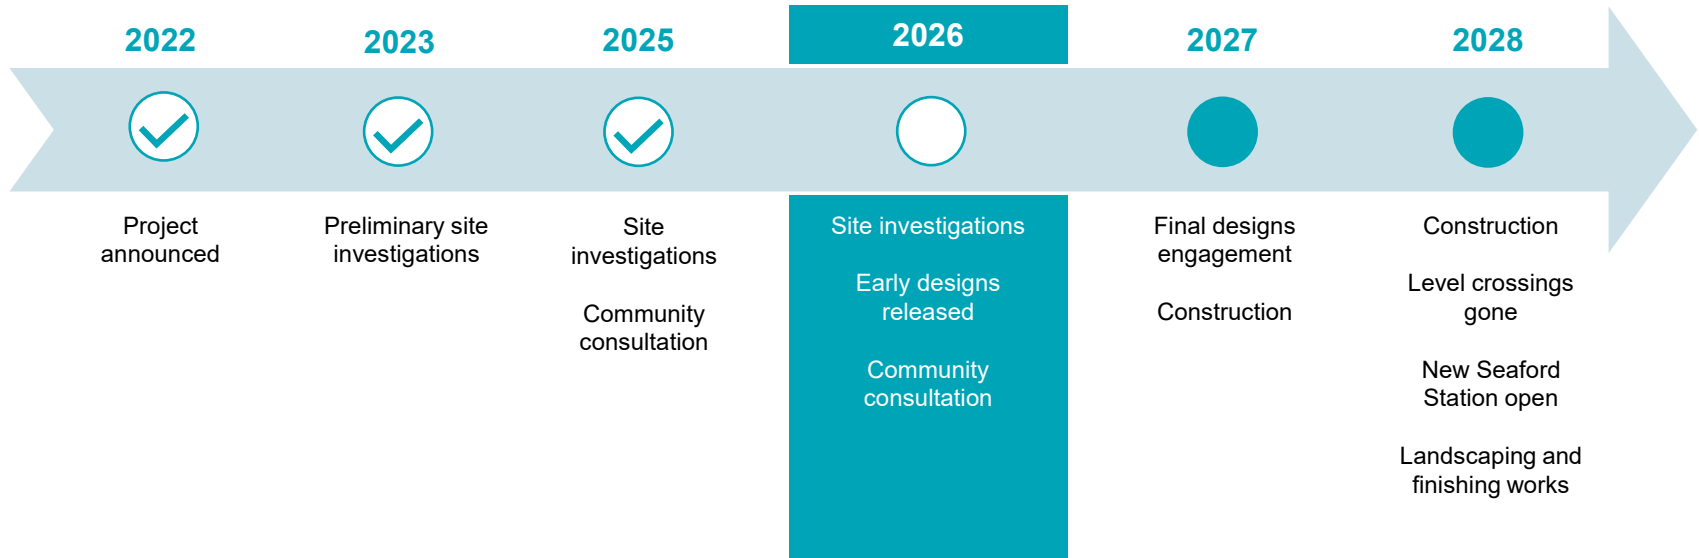 2022
Project
announced
2023
Preliminary site
investigations
2025
Site
investigations
Community
consultation
2026
Site investigations
Early designs
released
Community
consultation
2027
Final designs
engagement
Construction
2028
Construction
Level crossings
gone
New Seaford
Station open
Landscaping and
finishing works